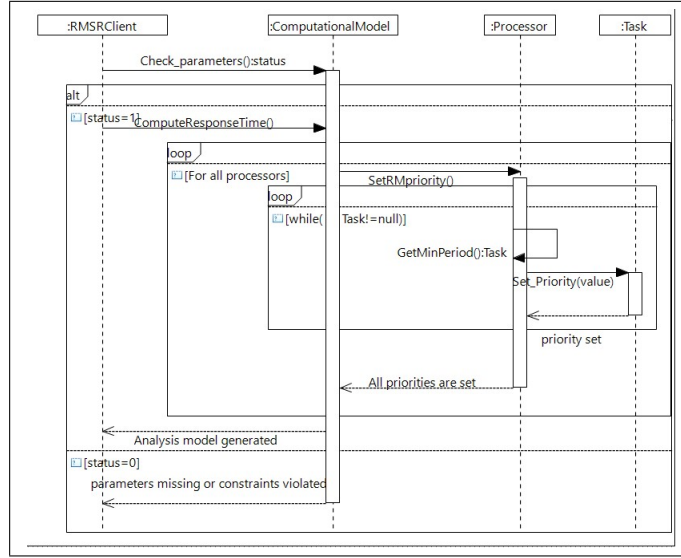 :RMSRClient :ComputationalModel :Processor :Task
Check_parameters():status
alt
[status=1]
ComputeResponseTime()
loop
[For all processors]
SetRMpriority()
loop
[while( Task!=null)]
GetMinPeriod():Task
Set_Priority(value)
priority set
All priorities are set
Analysis model generated
[status=0]
parameters missing or constraints violated